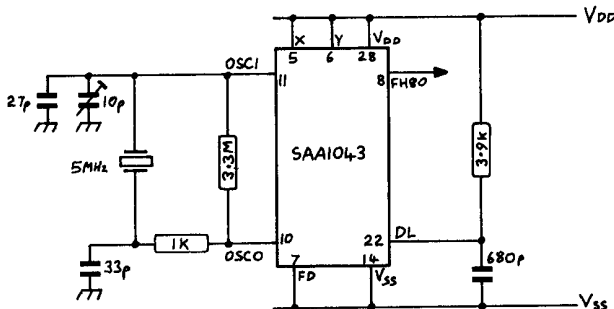 VDD
X
Y
VDD
5
6
28
OSCI
11
8
FH80
27p
10p
3.3M
SAA1043
3.9K
5MHz
1K
10
OSCO
22
DL
33p
7
14
FD
VSS
680p
VSS